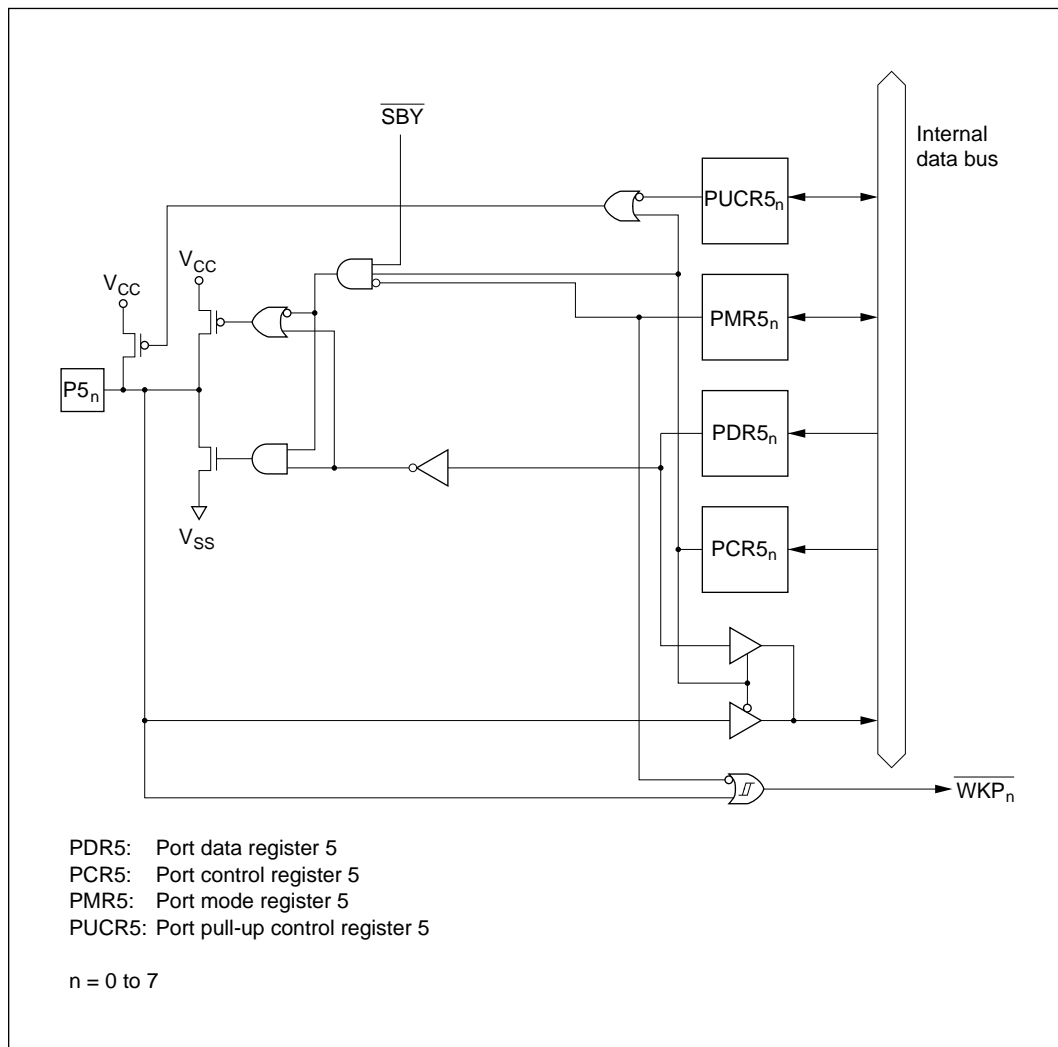 SBY
Internal
data bus
PUCR5n
VCC
VCC
PMR5n
P5n
PDR5n
VSS
PCR5n
WKPn
PDR5: Port data register 5
PCR5: Port control register 5
PMR5: Port mode register 5
PUCR5: Port pull-up control register 5
n = 0 to 7